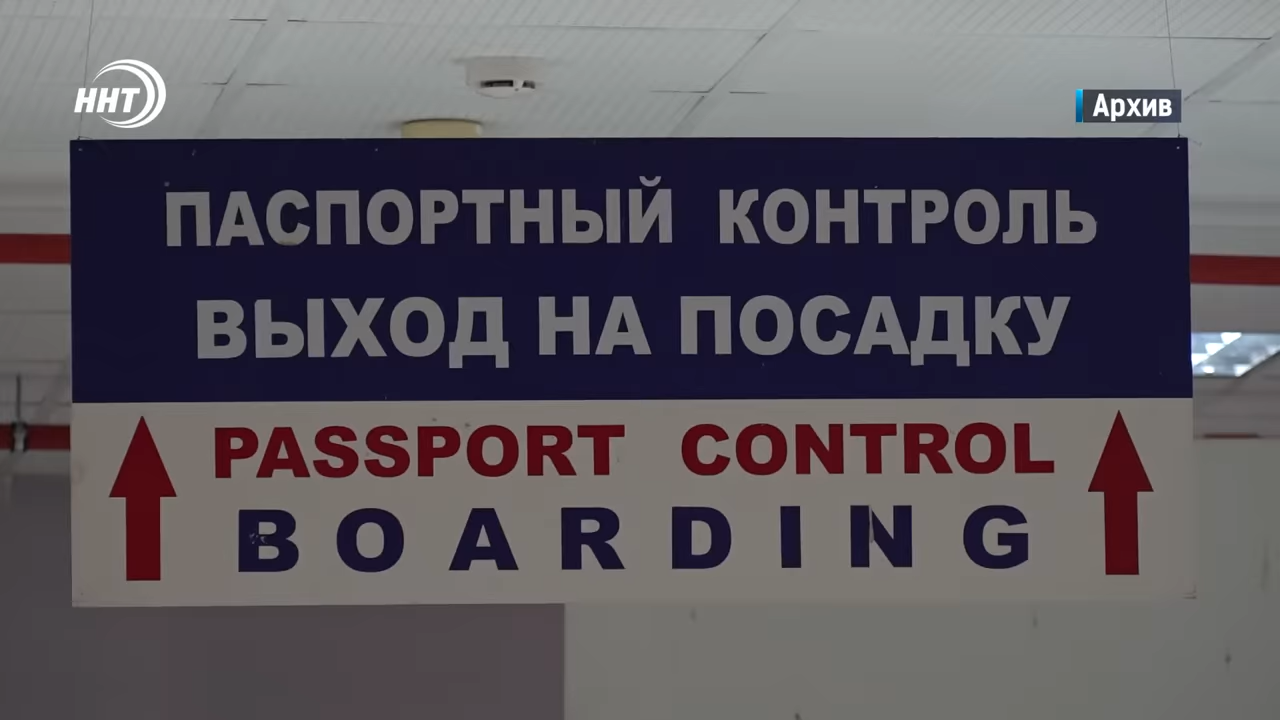 ННТ
Архив
ПАСПОРТНЫЙ КОНТРОЛЬ
ВЫХОД НА ПОСАДКУ
PASSPORT CONTROL
BOARDING